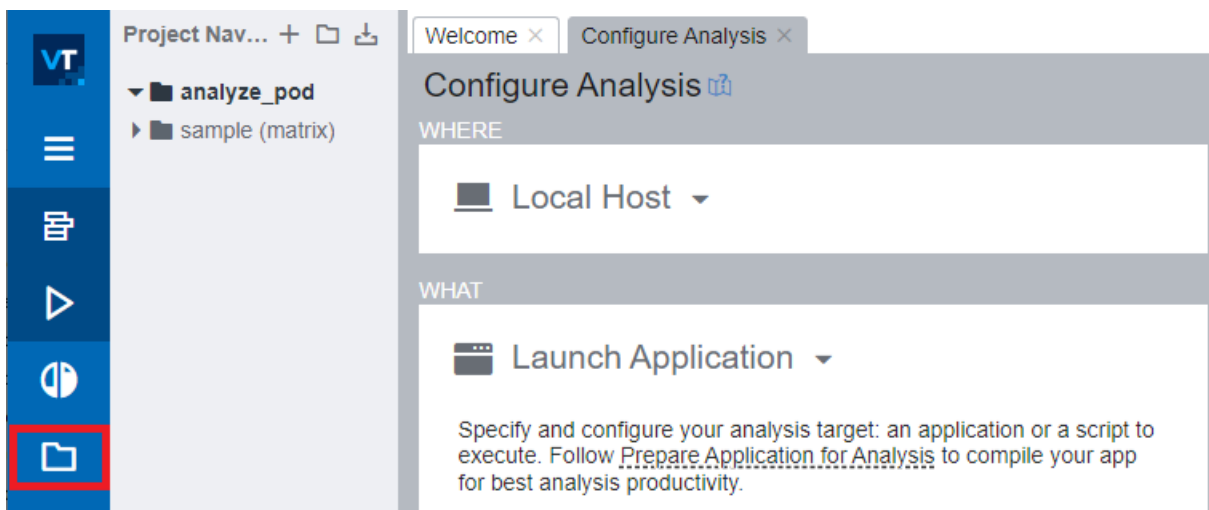 VT
Project Nav...
analyze_pod
sample (matrix)
Welcome
Configure Analysis
Configure Analysis
WHERE
Local Host
WHAT
Launch Application
Specify and configure your analysis target: an application or a script to
execute. Follow Prepare Application for Analysis to compile your app
for best analysis productivity.